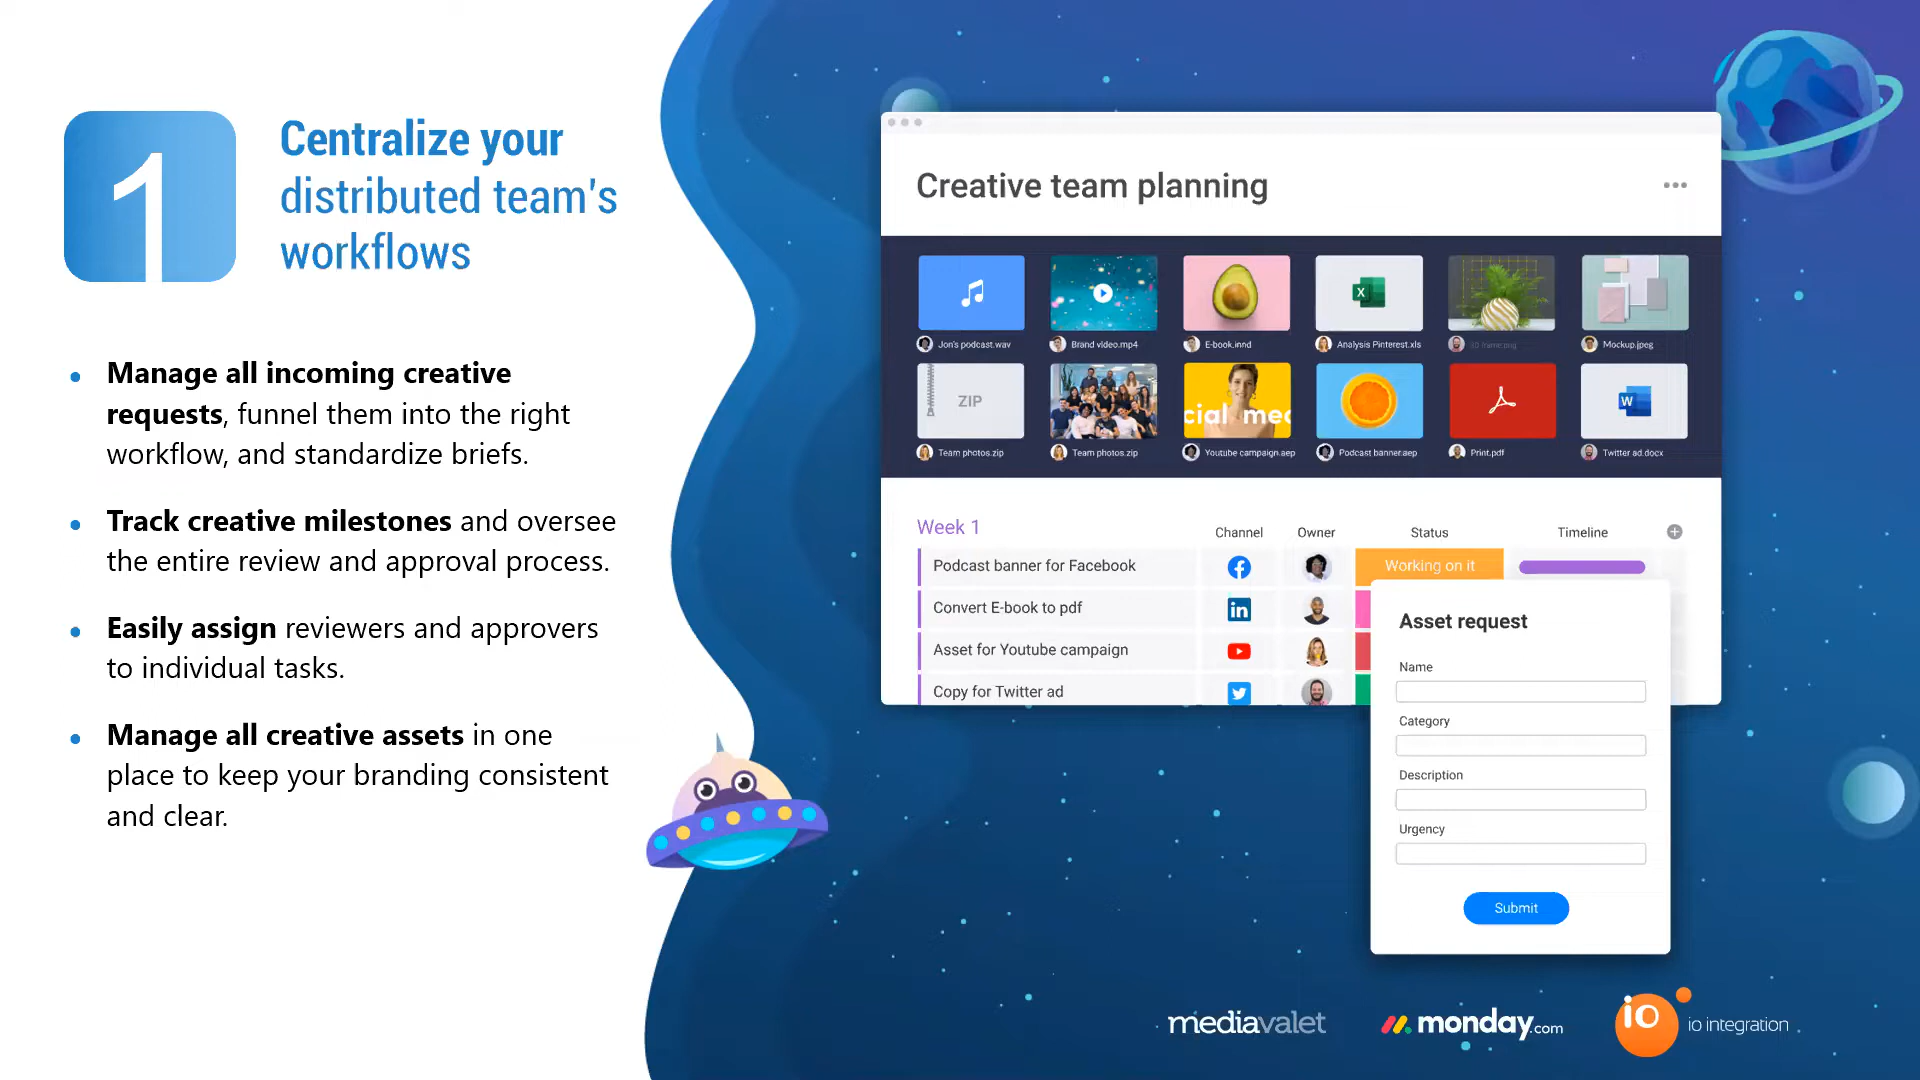 1
Centralize your
distributed team's
workflows
• Manage all incoming creative
requests, funnel them into the right
workflow, and standardize briefs.
• Track creative milestones and oversee
the entire review and approval process.
• Easily assign reviewers and approvers
to individual tasks.
• Manage all creative assets in one
place to keep your branding consistent
and clear.
Creative team planning
Jon's podcast.wav
Brand video.mp4
E-book.innd
X
Analysis Pinterest.xls
Mockup.jpeg
ZIP
Team photos.zip
Team photos.zip
cial med
Youtube campaign.aep
Podcast banner.aep
Print.pdf
W
Twitter ad.docx
Week 1 Channel Owner Status Timeline
Podcast banner for Facebook Working on it
Convert E-book to pdf in
Asset for Youtube campaign
Copy for Twitter ad
Asset request
Name
Category
Description
Urgency
Submit
mediavalet
monday.com
io io integration